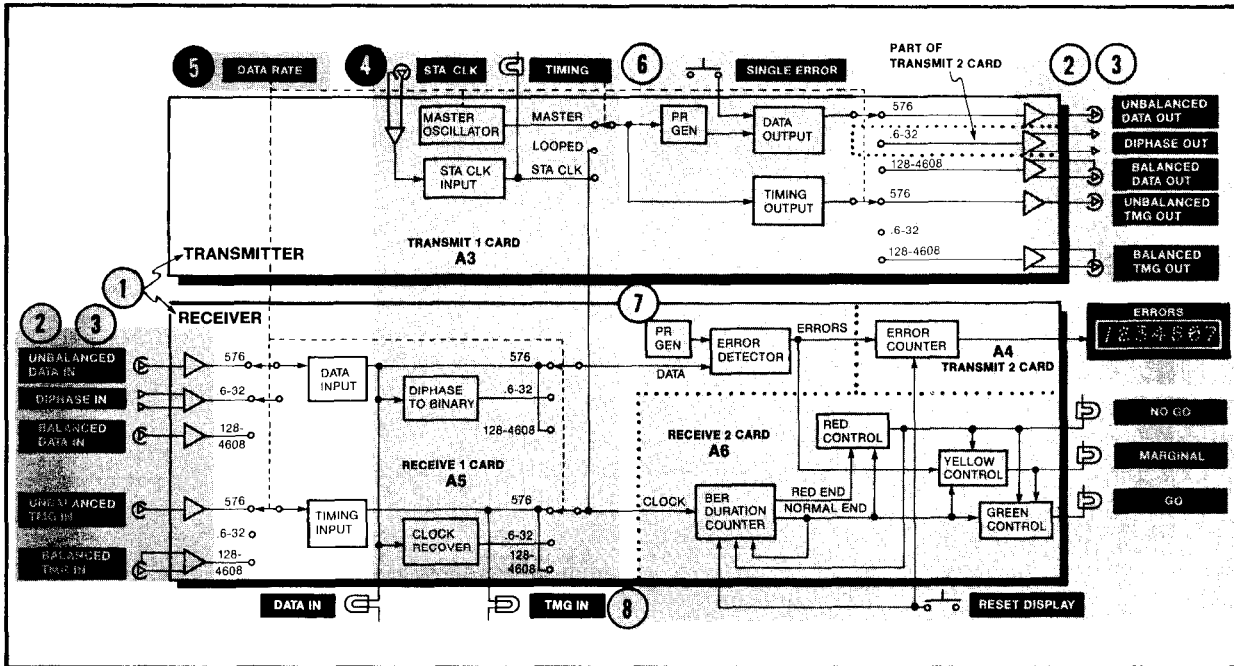 PART OF
TRANSMIT 2 CARD
5
DATA RATE
4
STA CLK
TIMING
6
SINGLE ERROR
2
3
MASTER
OSCILLATOR
MASTER
PR
GEN
DATA
OUTPUT
576
UNBALANCED
DATA OUT
LOOPED
.6-32
DIPHASE OUT
STA CLK
INPUT
STA CLK
128-4608
BALANCED
DATA OUT
TIMING
OUTPUT
576
UNBALANCED
TMG OUT
.6-32
TRANSMITTER
TRANSMIT 1 CARD
A3
128-4608
BALANCED
TMG OUT
1
RECEIVER
7
2
3
ERRORS
1234567
PR
GEN
ERRORS
ERROR
DETECTOR
ERROR
COUNTER
A4
TRANSMIT 2 CARD
DATA
UNBALANCED
DATA IN
576
DATA
INPUT
576
DIPHASE IN
6-32
DIPHASE
TO BINARY
.6-32
BALANCED
DATA IN
128-
4608
128-
4608
NO GO
RED
CONTROL
RECEIVE 2 CARD
A6
MARGINAL
YELLOW
CONTROL
RECEIVE 1 CARD
A5
UNBALANCED
TMG IN
576
TIMING
INPUT
576
CLOCK
BER
DURATION
COUNTER
RED END
NORMAL END
GREEN
CONTROL
GO
.6-32
CLOCK
RECOVER
.6-32
BALANCED
TMG IN
128-
4608
128-
4608
DATA IN
TMG IN
8
RESET DISPLAY